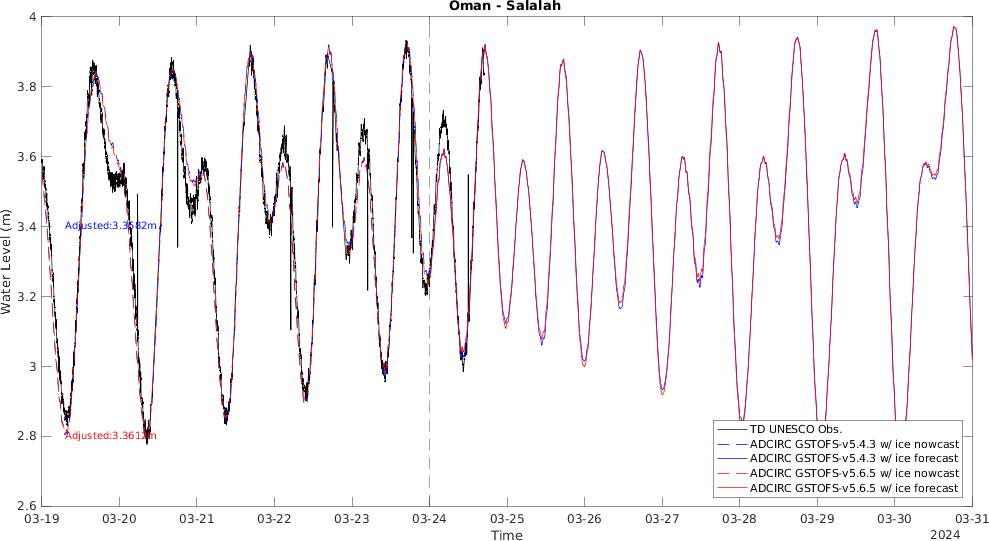 Oman - Salalah
4
3.8
3.6
3.4
3.2
3
2.8
2.6
Water Level (m)
Adjusted:3.3582m
Adjusted:3.3612m
TD UNESCO Obs.
ADCIRC GSTOFS-v5.4.3 w/ ice nowcast
ADCIRC GSTOFS-v5.4.3 w/ ice forecast
ADCIRC GSTOFS-v5.6.5 w/ ice nowcast
ADCIRC GSTOFS-v5.6.5 w/ ice forecast
03-19 03-20 03-21 03-22 03-23 03-24 03-25 03-26 03-27 03-28 03-29 03-30 03-31
Time
2024